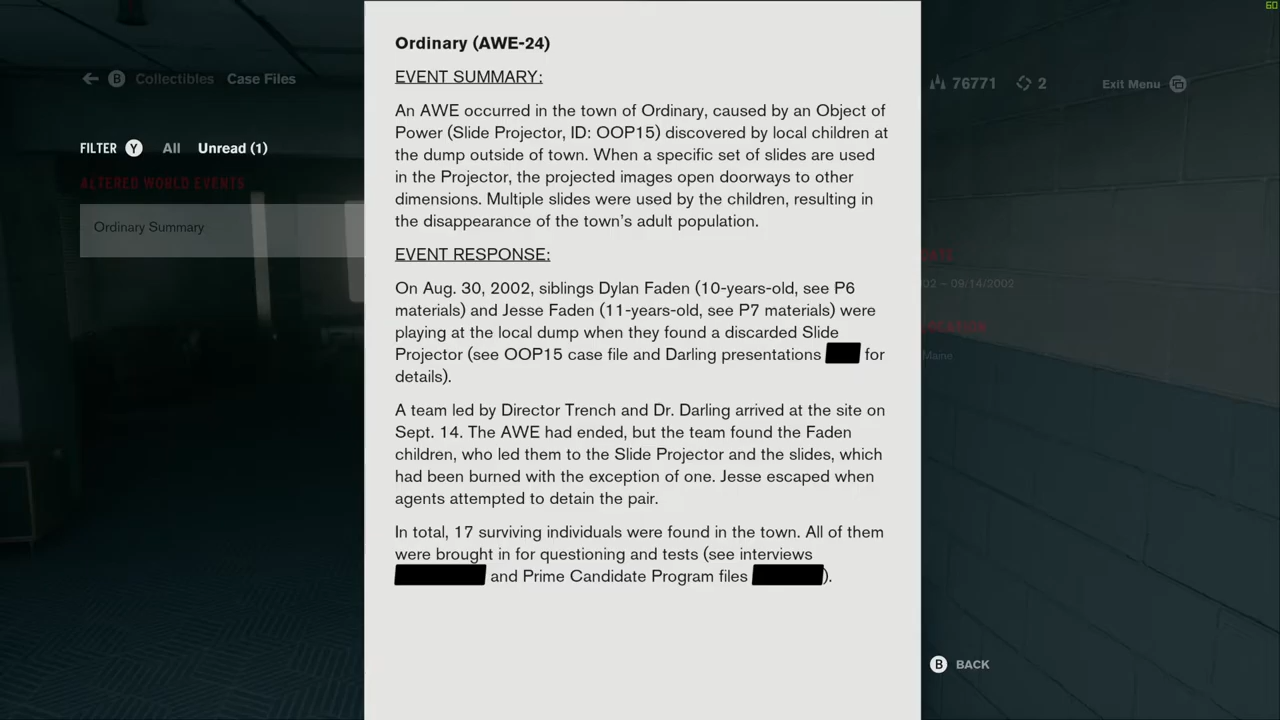 60
Ordinary (AWE-24)
EVENT SUMMARY:
An AWE occurred in the town of Ordinary, caused by an Object of
Power (Slide Projector, ID: OOP15) discovered by local children at
the dump outside of town. When a specific set of slides are used
in the Projector, the projected images open doorways to other
dimensions. Multiple slides were used by the children, resulting in
the disappearance of the town's adult population.
EVENT RESPONSE:
On Aug. 30, 2002, siblings Dylan Faden (10-years-old, see P6
materials) and Jesse Faden (11-years-old, see P7 materials) were
playing at the local dump when they found a discarded Slide
Projector (see OOP15 case file and Darling presentations for
details).
A team led by Director Trench and Dr. Darling arrived at the site on
Sept. 14. The AWE had ended, but the team found the Faden
children, who led them to the Slide Projector and the slides, which
had been burned with the exception of one. Jesse escaped when
agents attempted to detain the pair.
In total, 17 surviving individuals were found in the town. All of them
were brought in for questioning and tests (see interviews
and Prime Candidate Program files ).
B Collectibles Case Files
FILTER Y All Unread (1)
ALTERED WORLD EVENTS
Ordinary Summary
76771 2 Exit Menu
02 – 09/14/2002
Maine
B BACK